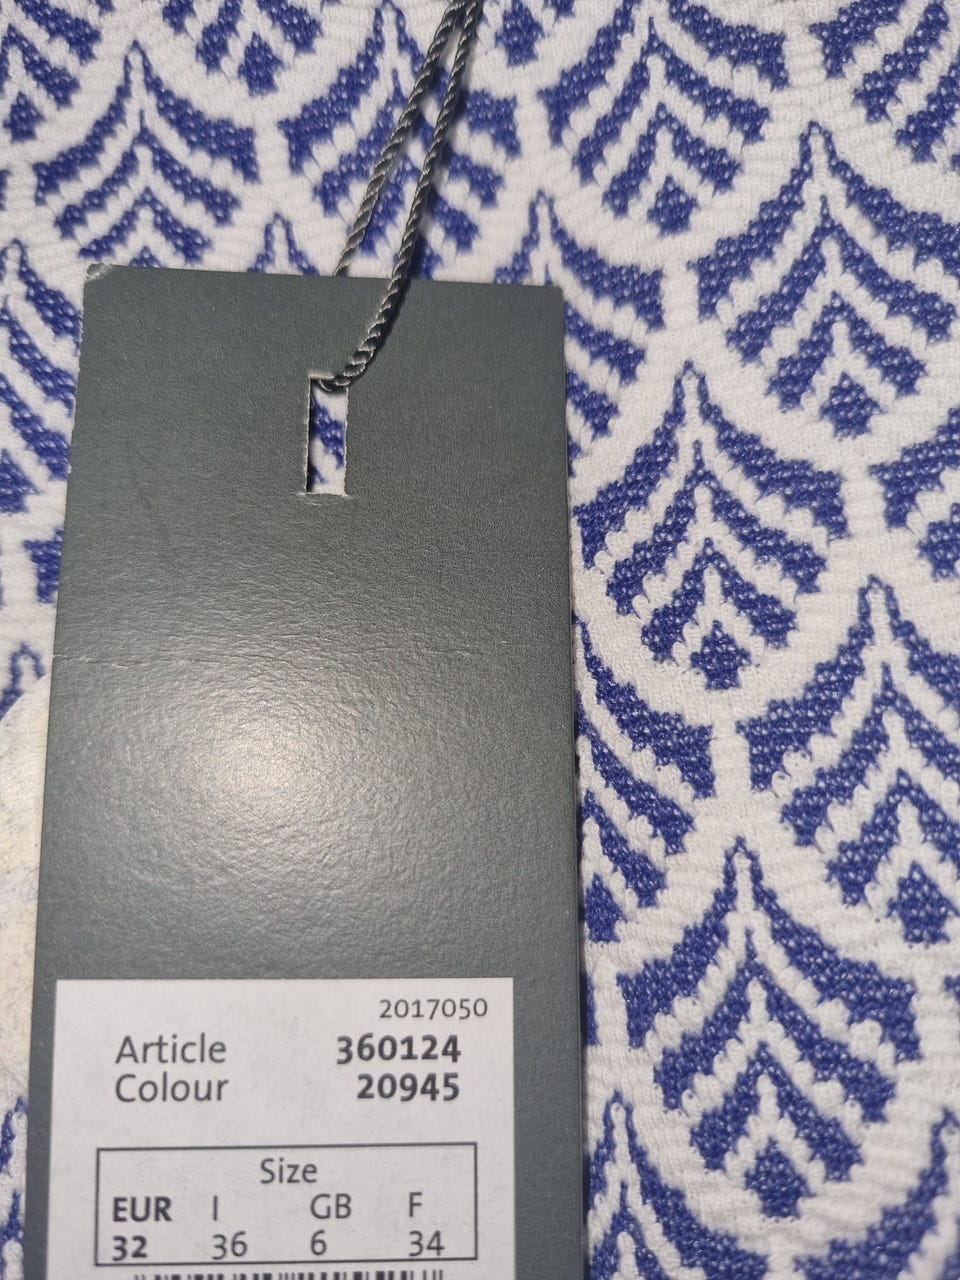 2017050
Article 360124
Colour 20945
Size
EUR I GB F
32 36 6 34